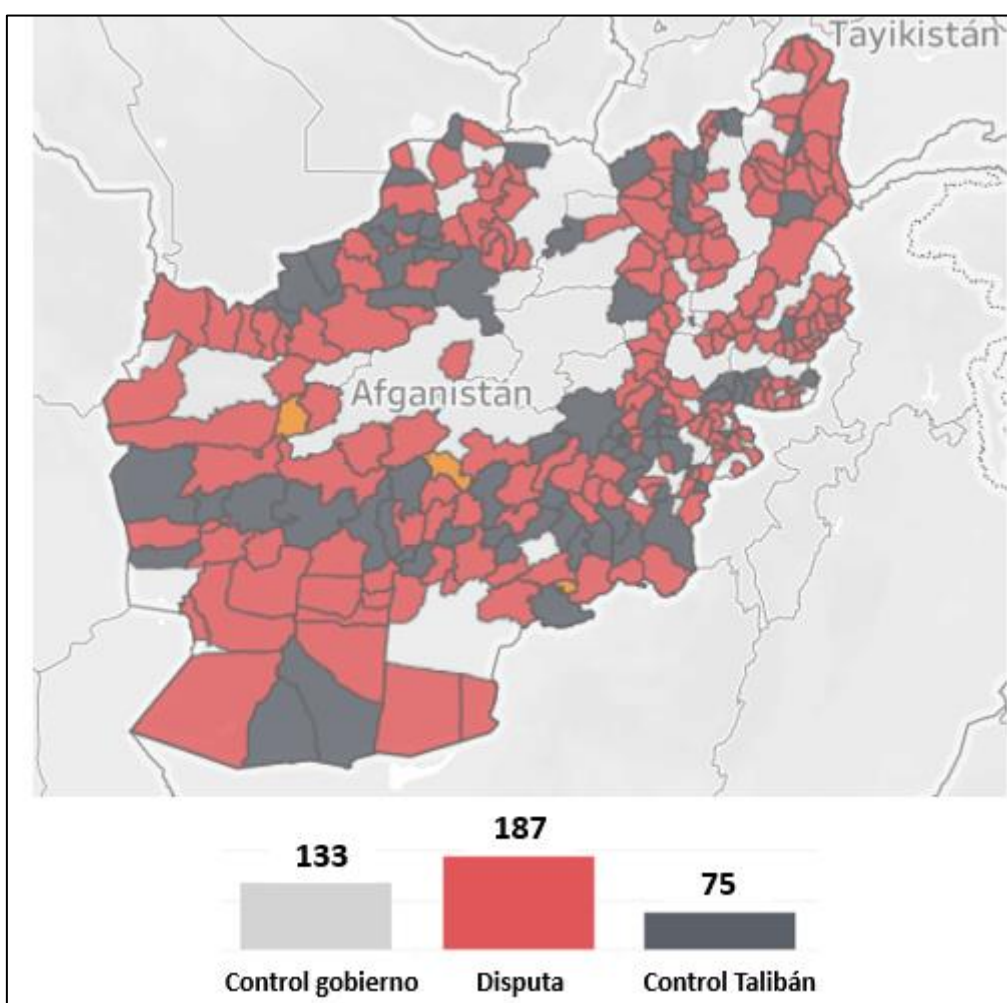 Tayikistán
Afganistán
133
187
75
Control gobierno
Disputa
Control Talibán